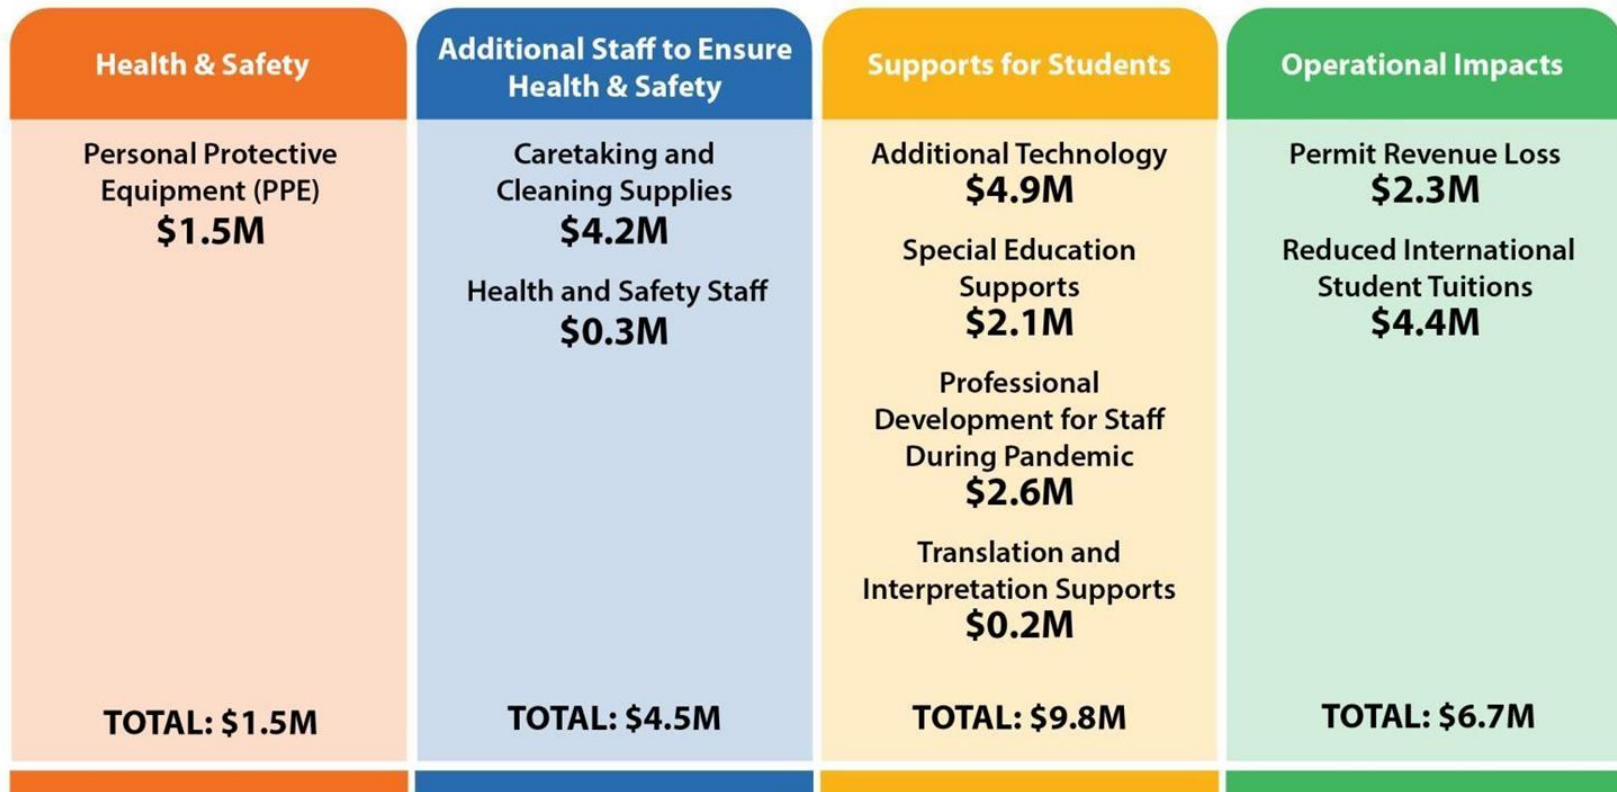 Health & Safety
Personal Protective
Equipment (PPE)
$1.5M
TOTAL: $1.5M
Additional Staff to Ensure
Health & Safety
Caretaking and
Cleaning Supplies
$4.2M
Health and Safety Staff
$0.3M
TOTAL: $4.5M
Supports for Students
Additional Technology
$4.9M
Special Education
Supports
$2.1M
Professional
Development for Staff
During Pandemic
$2.6M
Translation and
Interpretation Supports
$0.2M
TOTAL: $9.8M
Operational Impacts
Permit Revenue Loss
$2.3M
Reduced International
Student Tuitions
$4.4M
TOTAL: $6.7M